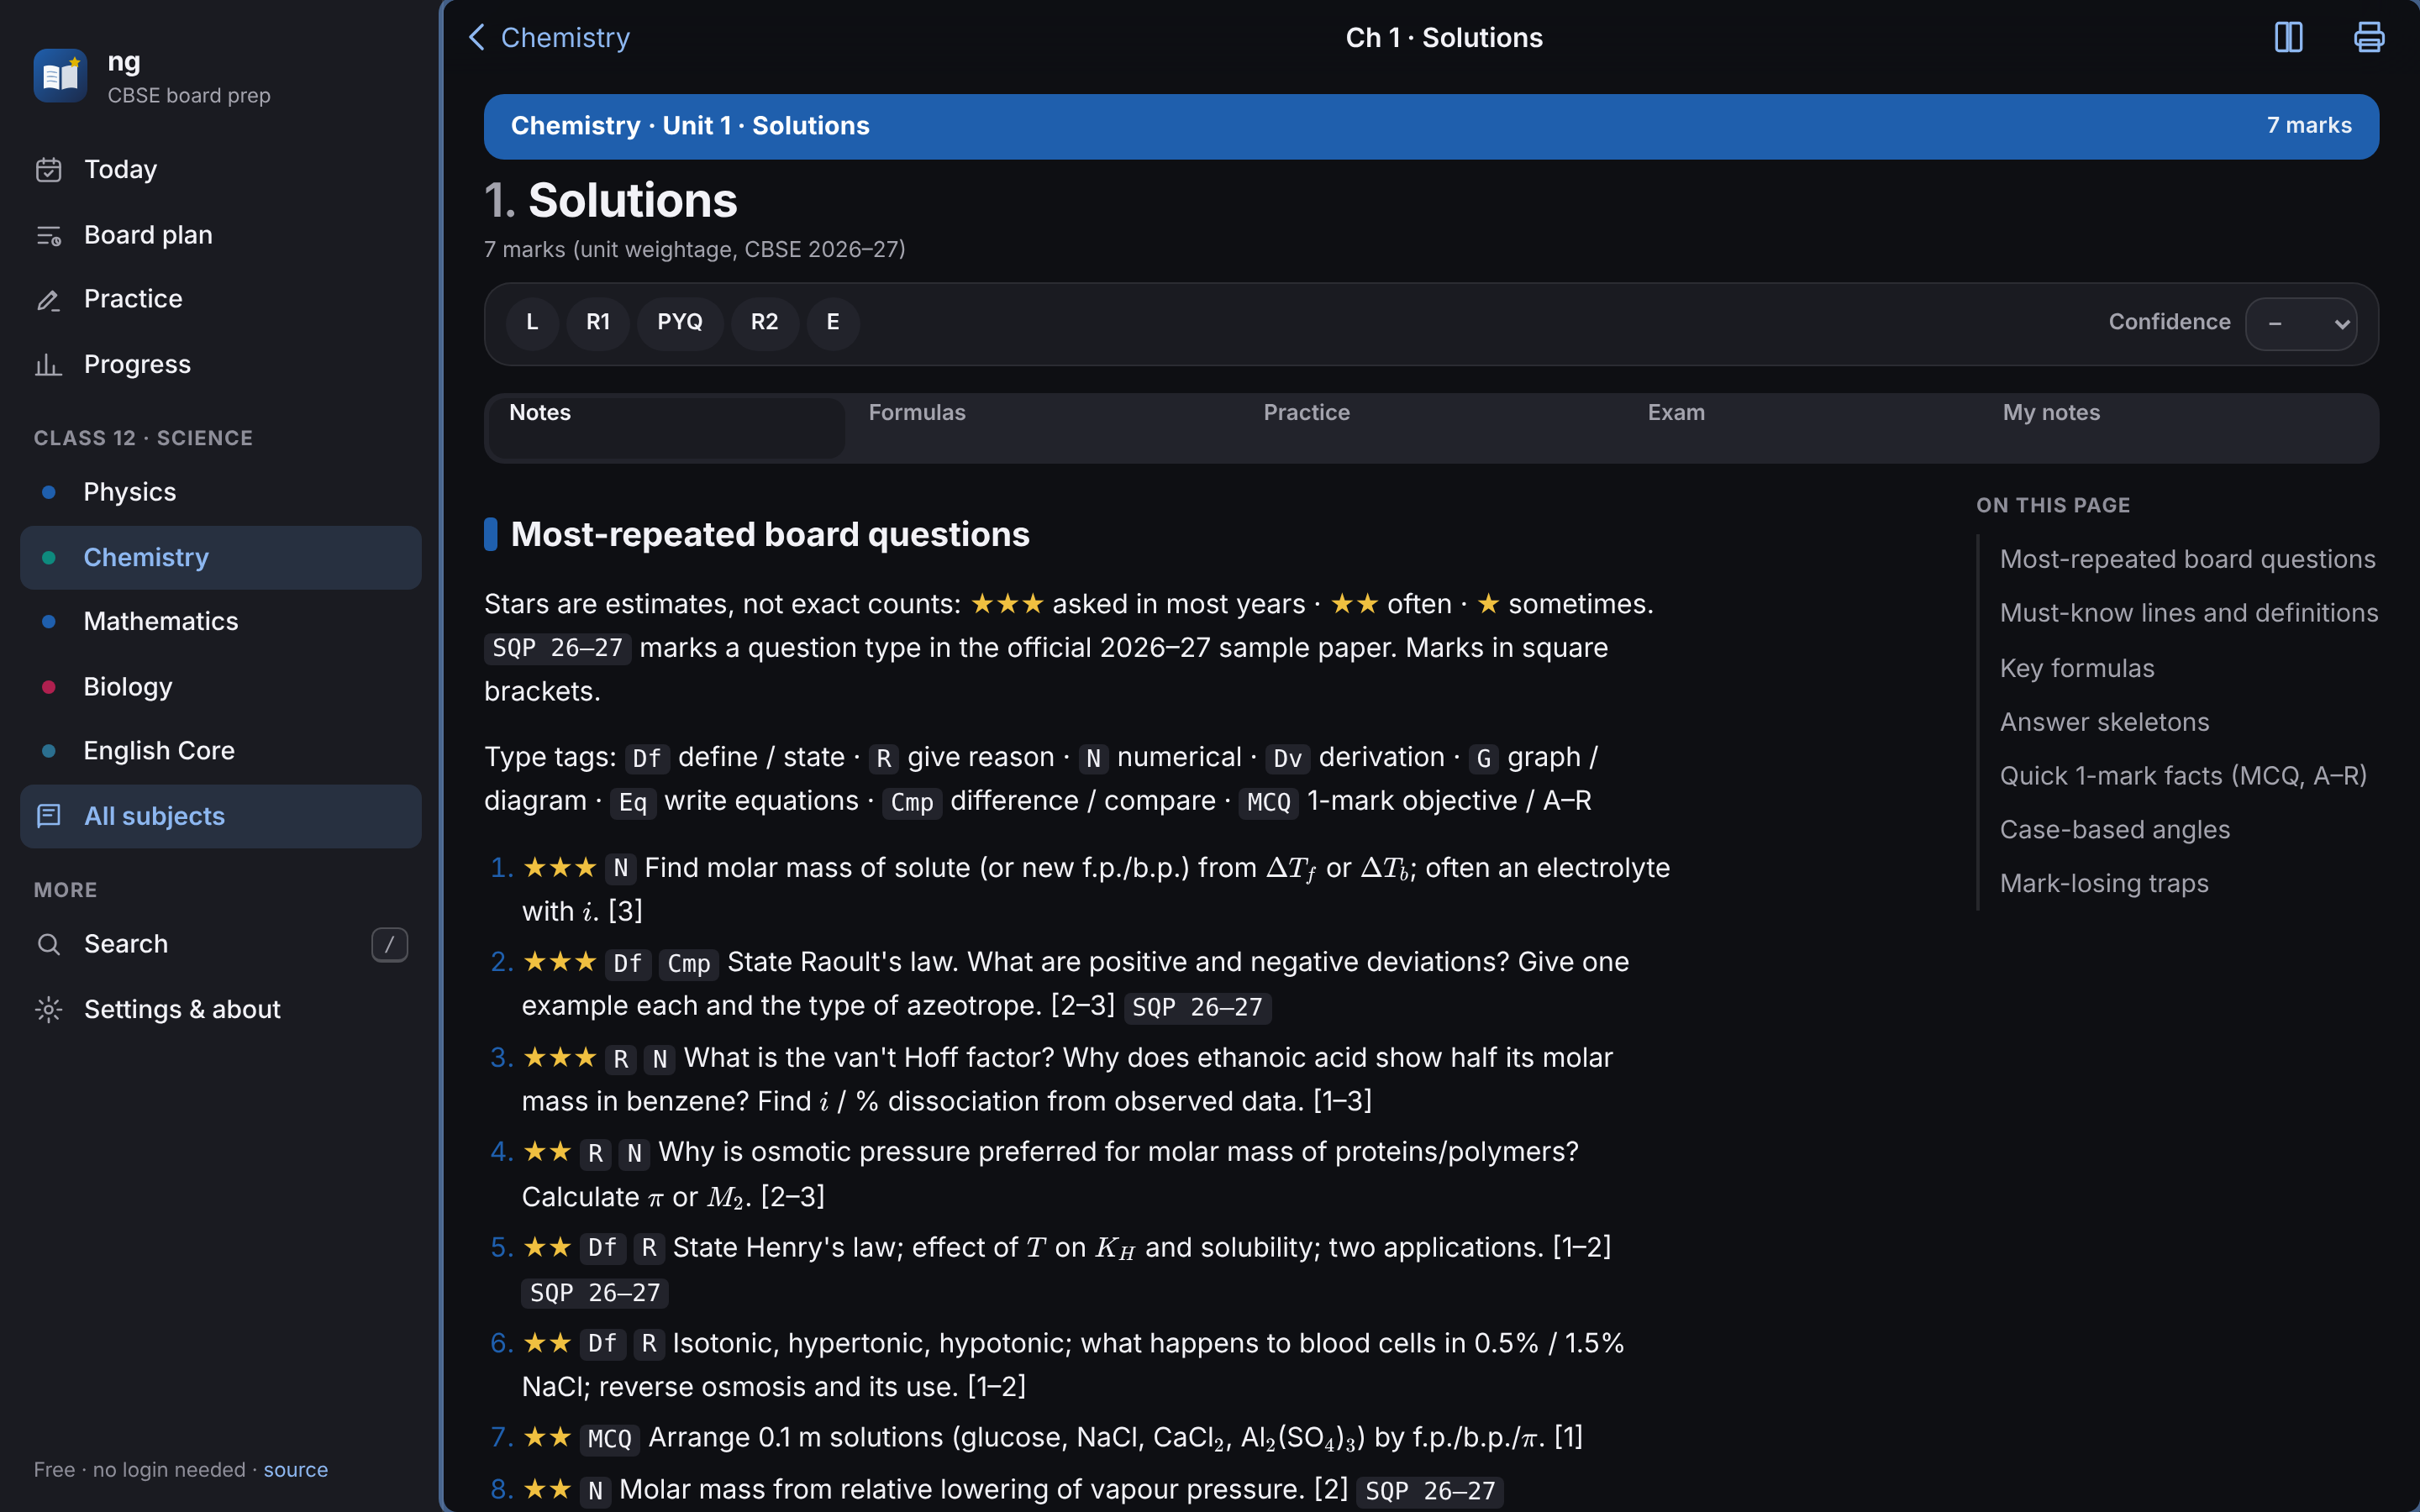 ng
CBSE board prep
Today
Board plan
Practice
Progress
CLASS 12 · SCIENCE
Physics
Chemistry
Mathematics
Biology
English Core
All subjects
MORE
Search /
Settings & about
Free · no login needed · source
Chemistry
Ch 1 · Solutions
Chemistry · Unit 1 · Solutions 7 marks
1. Solutions
7 marks (unit weightage, CBSE 2026–27)
L R1 PYQ R2 E Confidence –
Notes Formulas Practice Exam My notes
Most-repeated board questions
Stars are estimates, not exact counts: ★★★ asked in most years · ★★ often · ★ sometimes.
SQP 26–27 marks a question type in the official 2026–27 sample paper. Marks in square
brackets.
Type tags: Df define / state · R give reason · N numerical · Dv derivation · G graph /
diagram · Eq write equations · Cmp difference / compare · MCQ 1-mark objective / A–R
1. ★★★ N Find molar mass of solute (or new f.p./b.p.) from ΔT_f or ΔT_b; often an electrolyte
with i. [3]
2. ★★★ Df Cmp State Raoult's law. What are positive and negative deviations? Give one
example each and the type of azeotrope. [2–3] SQP 26–27
3. ★★★ R N What is the van't Hoff factor? Why does ethanoic acid show half its molar
mass in benzene? Find i / % dissociation from observed data. [1–3]
4. ★★ R N Why is osmotic pressure preferred for molar mass of proteins/polymers?
Calculate π or M₂. [2–3]
5. ★★ Df R State Henry's law; effect of T on K_H and solubility; two applications. [1–2]
SQP 26–27
6. ★★ Df R Isotonic, hypertonic, hypotonic; what happens to blood cells in 0.5% / 1.5%
NaCl; reverse osmosis and its use. [1–2]
7. ★★ MCQ Arrange 0.1 m solutions (glucose, NaCl, CaCl₂, Al₂(SO₄)₃) by f.p./b.p./π. [1]
8. ★★ N Molar mass from relative lowering of vapour pressure. [2] SQP 26–27
ON THIS PAGE
Most-repeated board questions
Must-know lines and definitions
Key formulas
Answer skeletons
Quick 1-mark facts (MCQ, A–R)
Case-based angles
Mark-losing traps